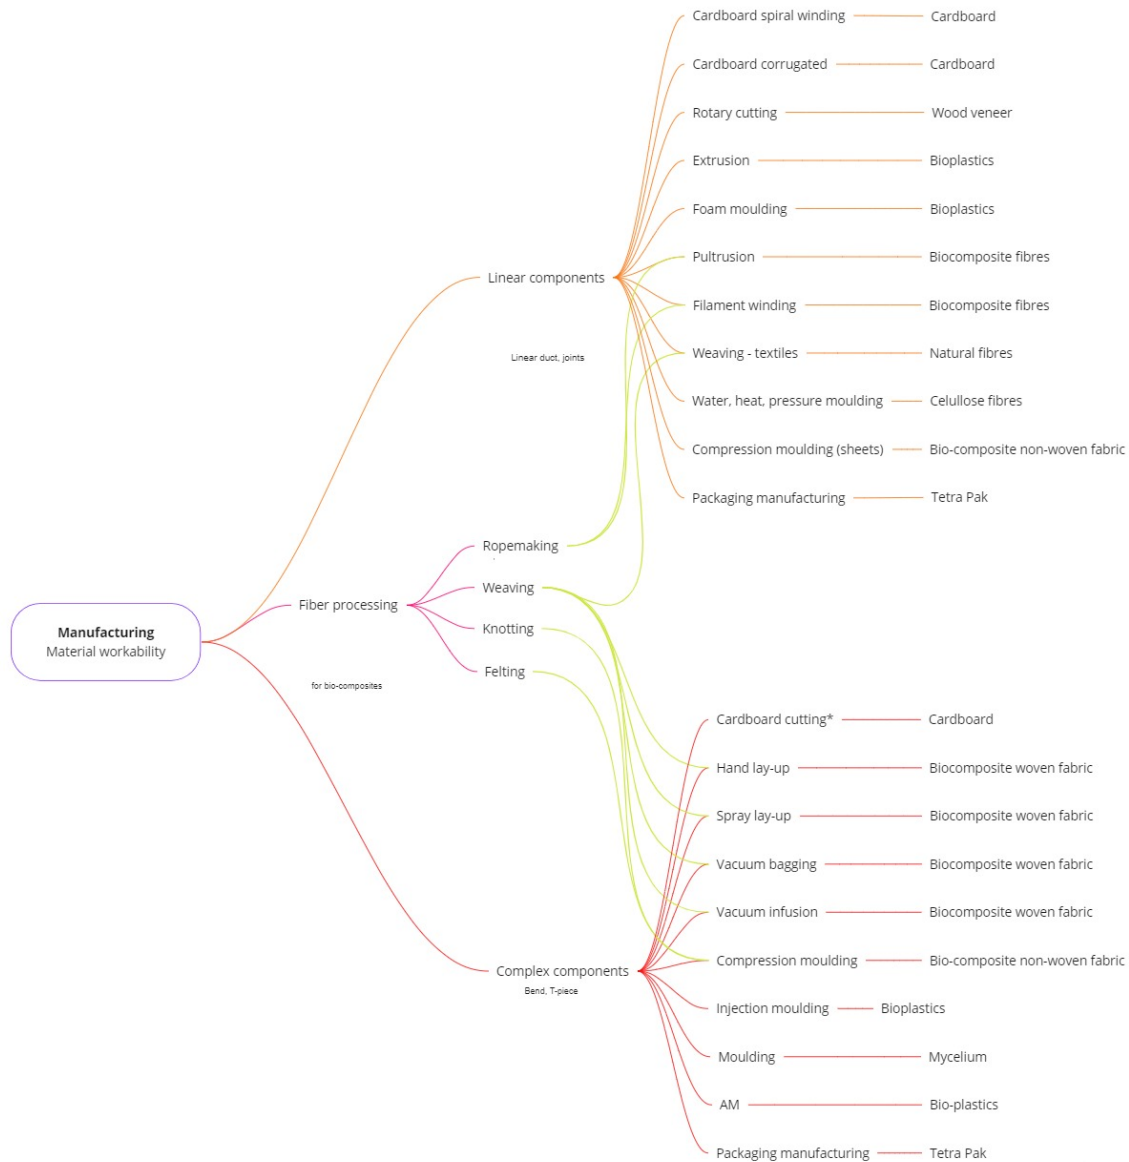 Cardboard spiral winding Cardboard
Cardboard corrugated Cardboard
Rotary cutting Wood veneer
Extrusion Bioplastics
Foam moulding Bioplastics
Pultrusion Biocomposite fibres
Linear components
Filament winding Biocomposite fibres
Linear duct, joints
Weaving - textiles Natural fibres
Water, heat, pressure moulding Celullose fibres
Compression moulding (sheets) Bio-composite non-woven fabric
Packaging manufacturing Tetra Pak
Ropemaking
Weaving
Fiber processing
Knotting
Manufacturing
Material workability
Felting
for bio-composites
Cardboard cutting* Cardboard
Hand lay-up Biocomposite woven fabric
Spray lay-up Biocomposite woven fabric
Vacuum bagging Biocomposite woven fabric
Vacuum infusion Biocomposite woven fabric
Compression moulding Bio-composite non-woven fabric
Complex components
Bend, T-piece
Injection moulding Bioplastics
Moulding Mycelium
AM Bio-plastics
Packaging manufacturing Tetra Pak